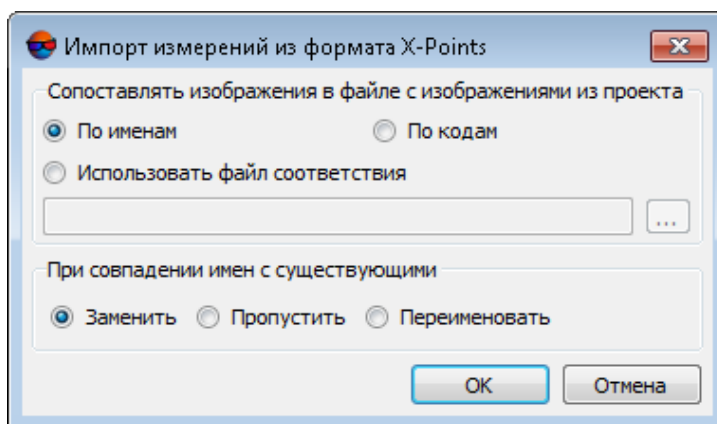 Импорт измерений из формата X-Points
Сопоставлять изображения в файле с изображениями из проекта
По именам По кодам
Использовать файл соответствия
...
При совпадении имен с существующими
Заменить Пропустить Переименовать
OK Отмена